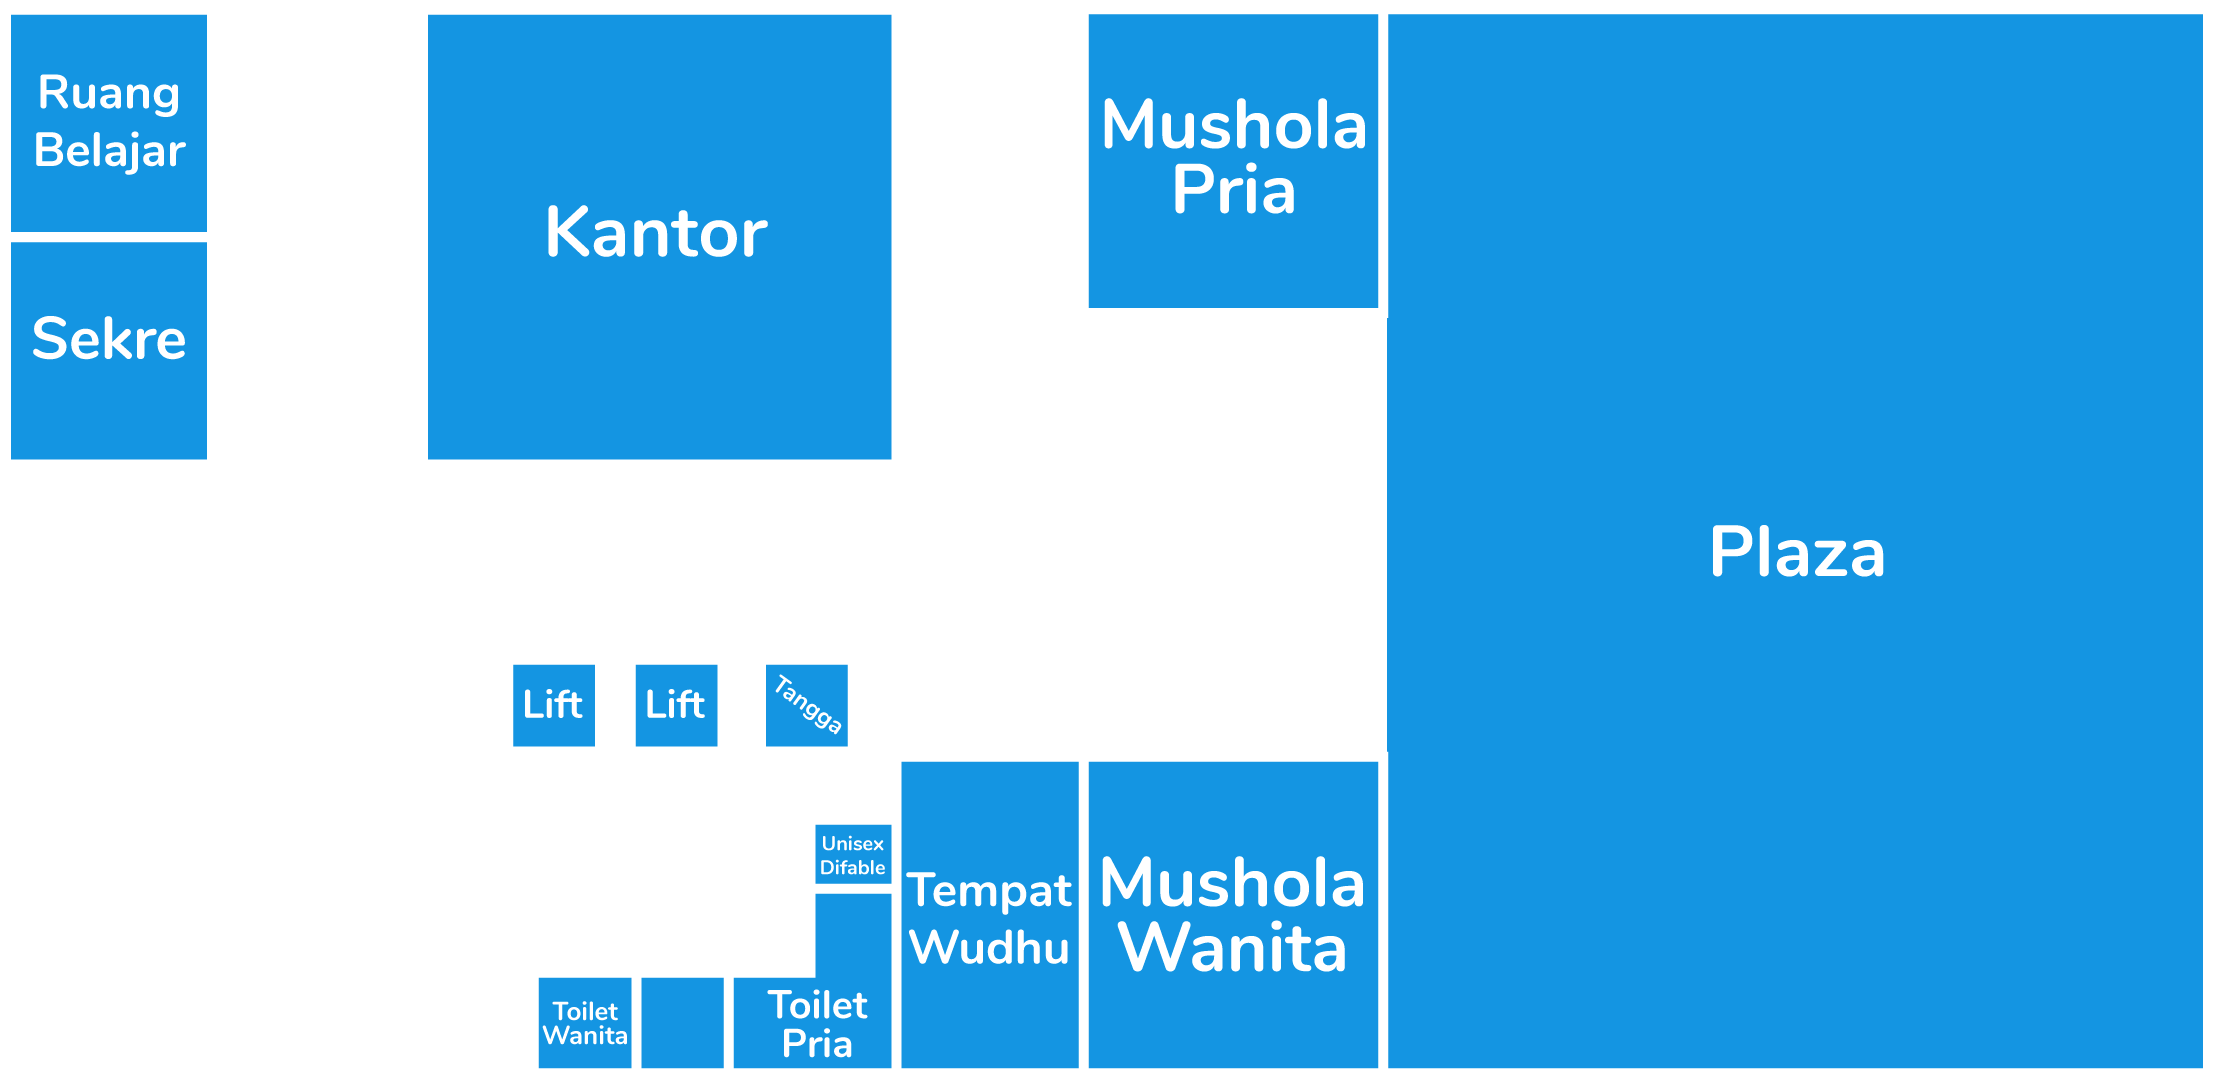 Ruang
Belajar
Kantor
Mushola
Pria
Sekre
Plaza
Lift
Lift
Tangga
Unisex
Difable
Tempat
Wudhu
Mushola
Wanita
Toilet
Wanita
Toilet
Pria